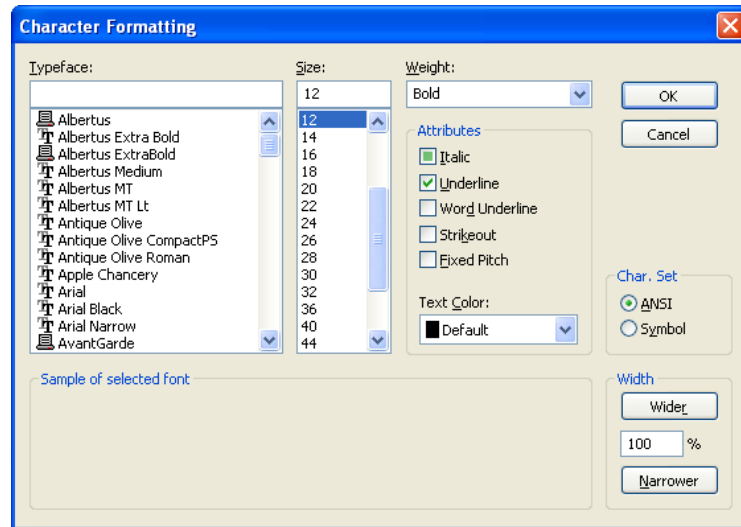 Character Formatting
Typeface:
Albertus
Albertus Extra Bold
Albertus ExtraBold
Albertus Medium
Albertus MT
Albertus MT Lt
Antique Olive
Antique Olive CompactPS
Antique Olive Roman
Apple Chancery
Arial
Arial Black
Arial Narrow
AvantGarde
Size:
12
12
14
16
18
20
22
24
26
28
30
32
36
40
44
Weight:
Bold
Attributes
Italic
Underline
Word Underline
Strikeout
Fixed Pitch
Text Color:
Default
OK
Cancel
Char. Set
ANSI
Symbol
Sample of selected font
Width
Wider
100 %
Narrower